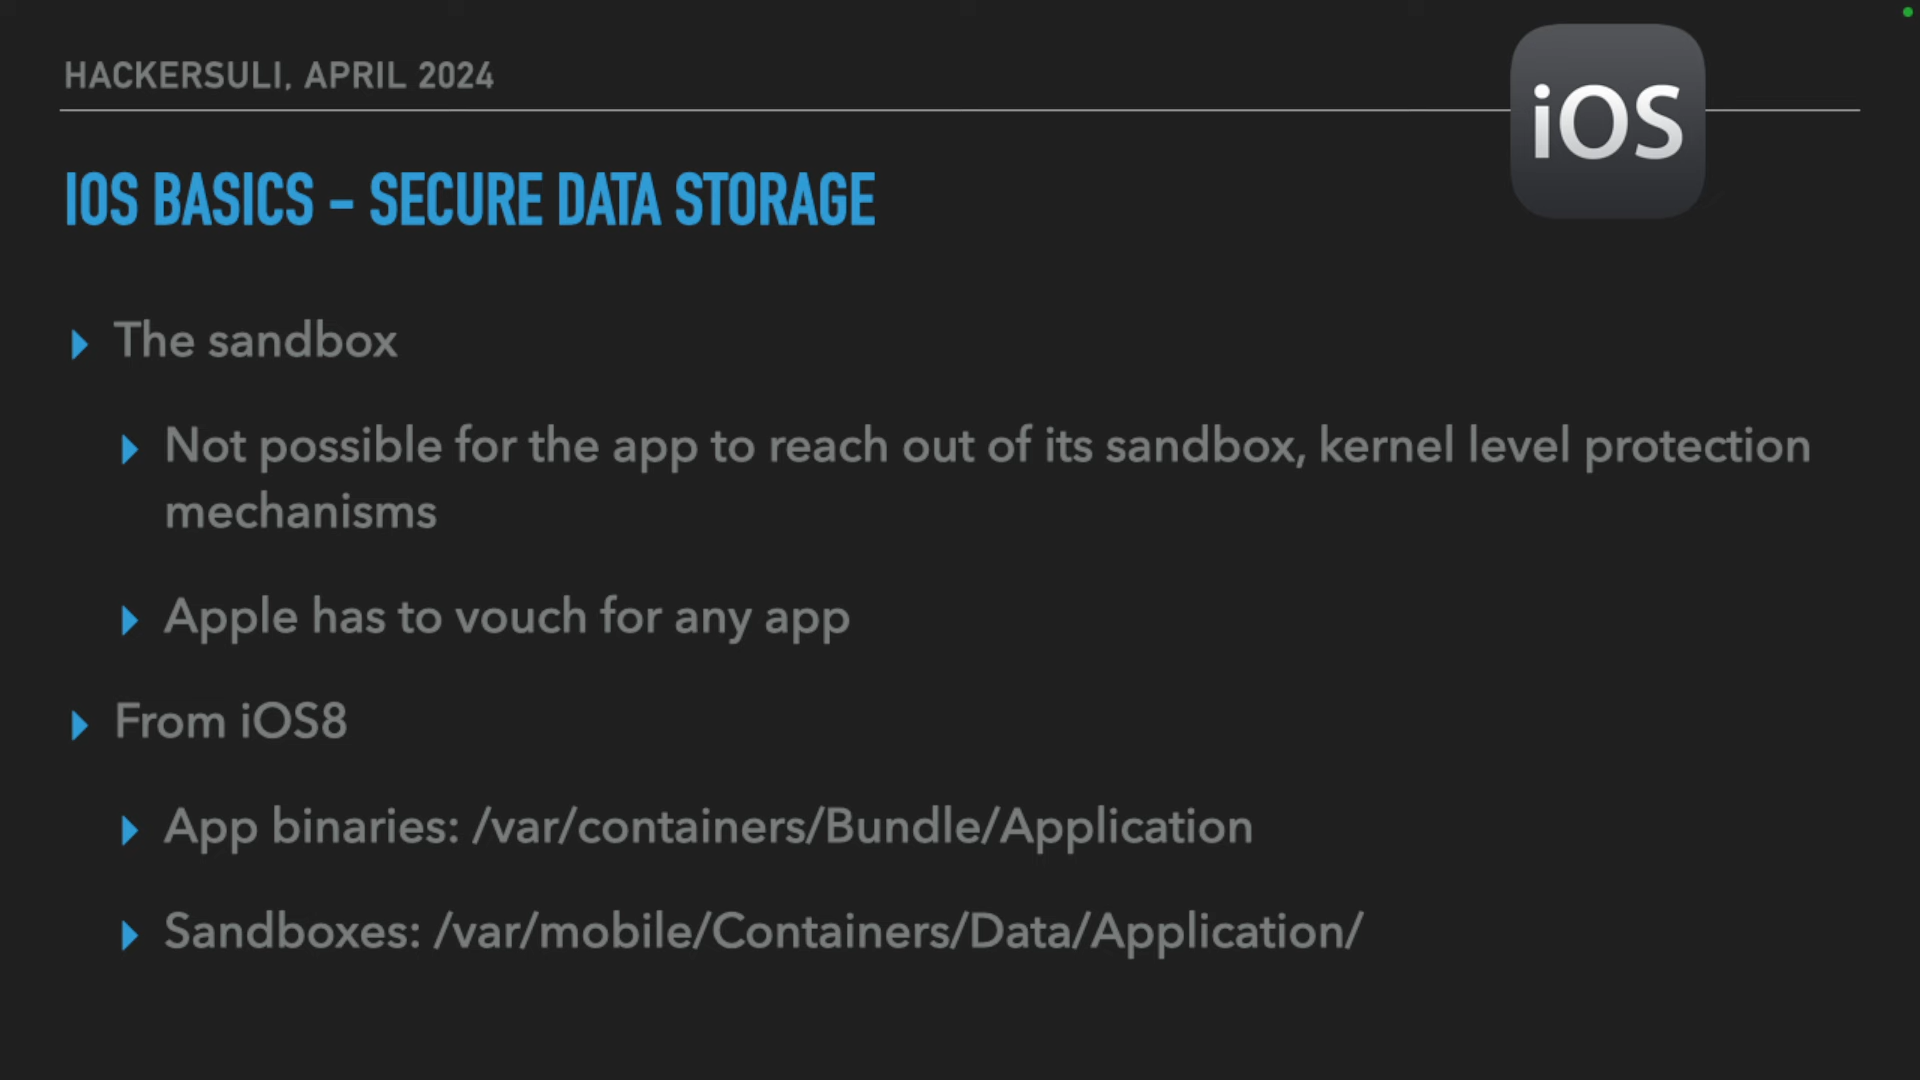 HACKERSULI, APRIL 2024
iOS
IOS BASICS – SECURE DATA STORAGE
The sandbox
Not possible for the app to reach out of its sandbox, kernel level protection
mechanisms
Apple has to vouch for any app
From iOS8
App binaries: /var/containers/Bundle/Application
Sandboxes: /var/mobile/Containers/Data/Application/